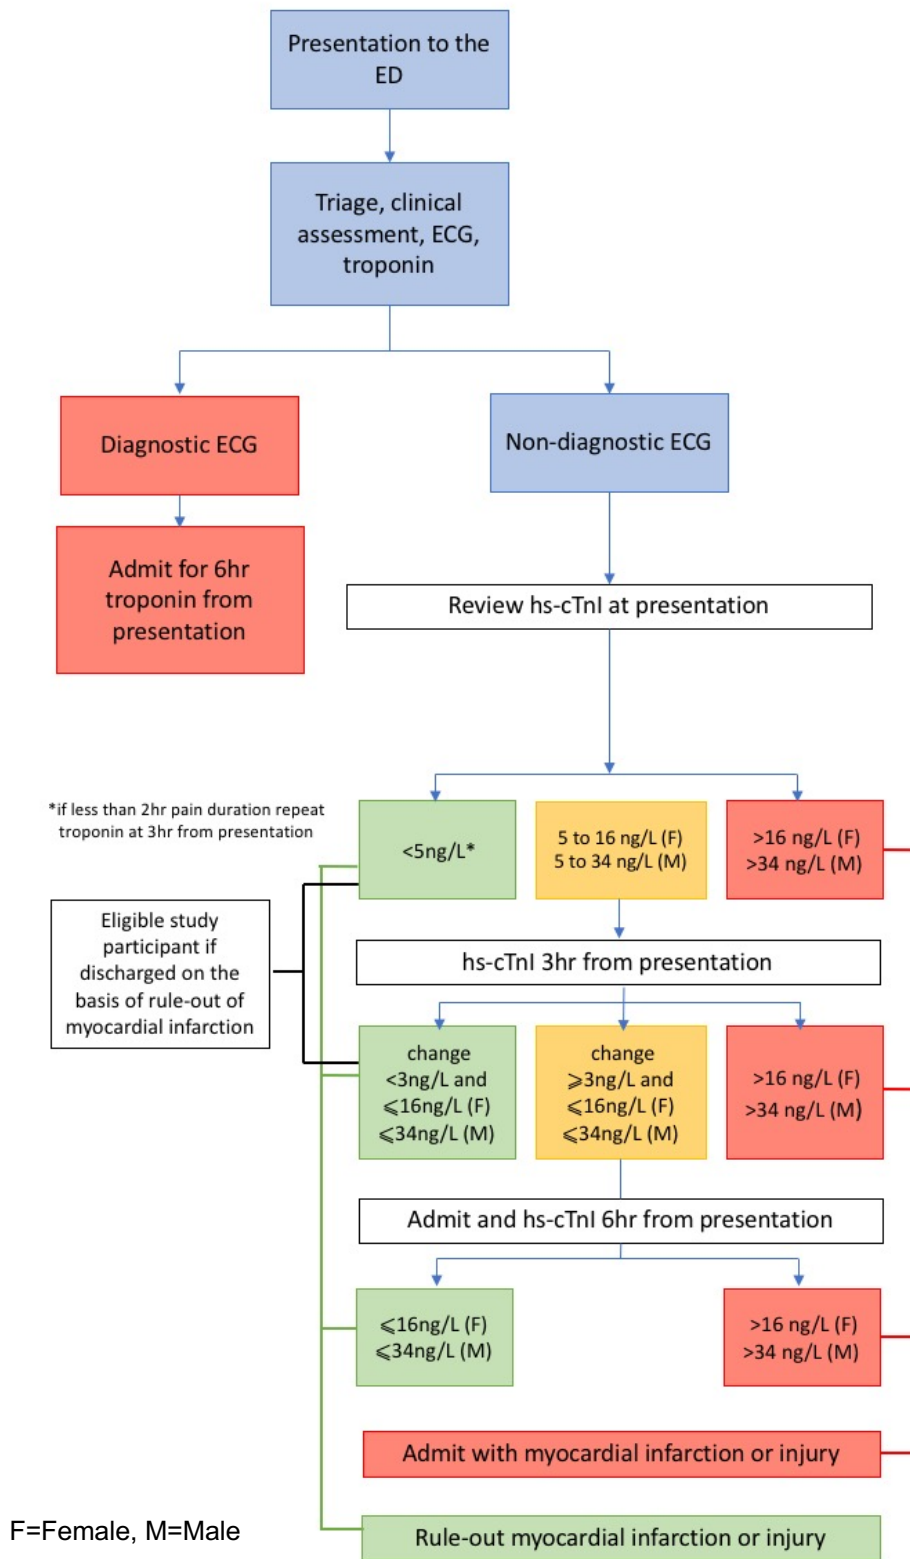 Presentation to the
ED
Triage, clinical
assessment, ECG,
troponin
Diagnostic ECG
Non-diagnostic ECG
Admit for 6hr
troponin from
presentation
Review hs-cTnI at presentation
*if less than 2hr pain duration repeat
troponin at 3hr from presentation
<5ng/L*
5 to 16 ng/L (F)
5 to 34 ng/L (M)
>16 ng/L (F)
>34 ng/L (M)
Eligible study
participant if
discharged on the
basis of rule-out of
myocardial infarction
hs-cTnI 3hr from presentation
change
<3ng/L and
⩽16ng/L (F)
⩽34ng/L (M)
change
⩾3ng/L and
⩽16ng/L (F)
⩽34ng/L (M)
>16 ng/L (F)
>34 ng/L (M)
Admit and hs-cTnI 6hr from presentation
⩽16ng/L (F)
⩽34ng/L (M)
>16 ng/L (F)
>34 ng/L (M)
Admit with myocardial infarction or injury
Rule-out myocardial infarction or injury
F=Female, M=Male